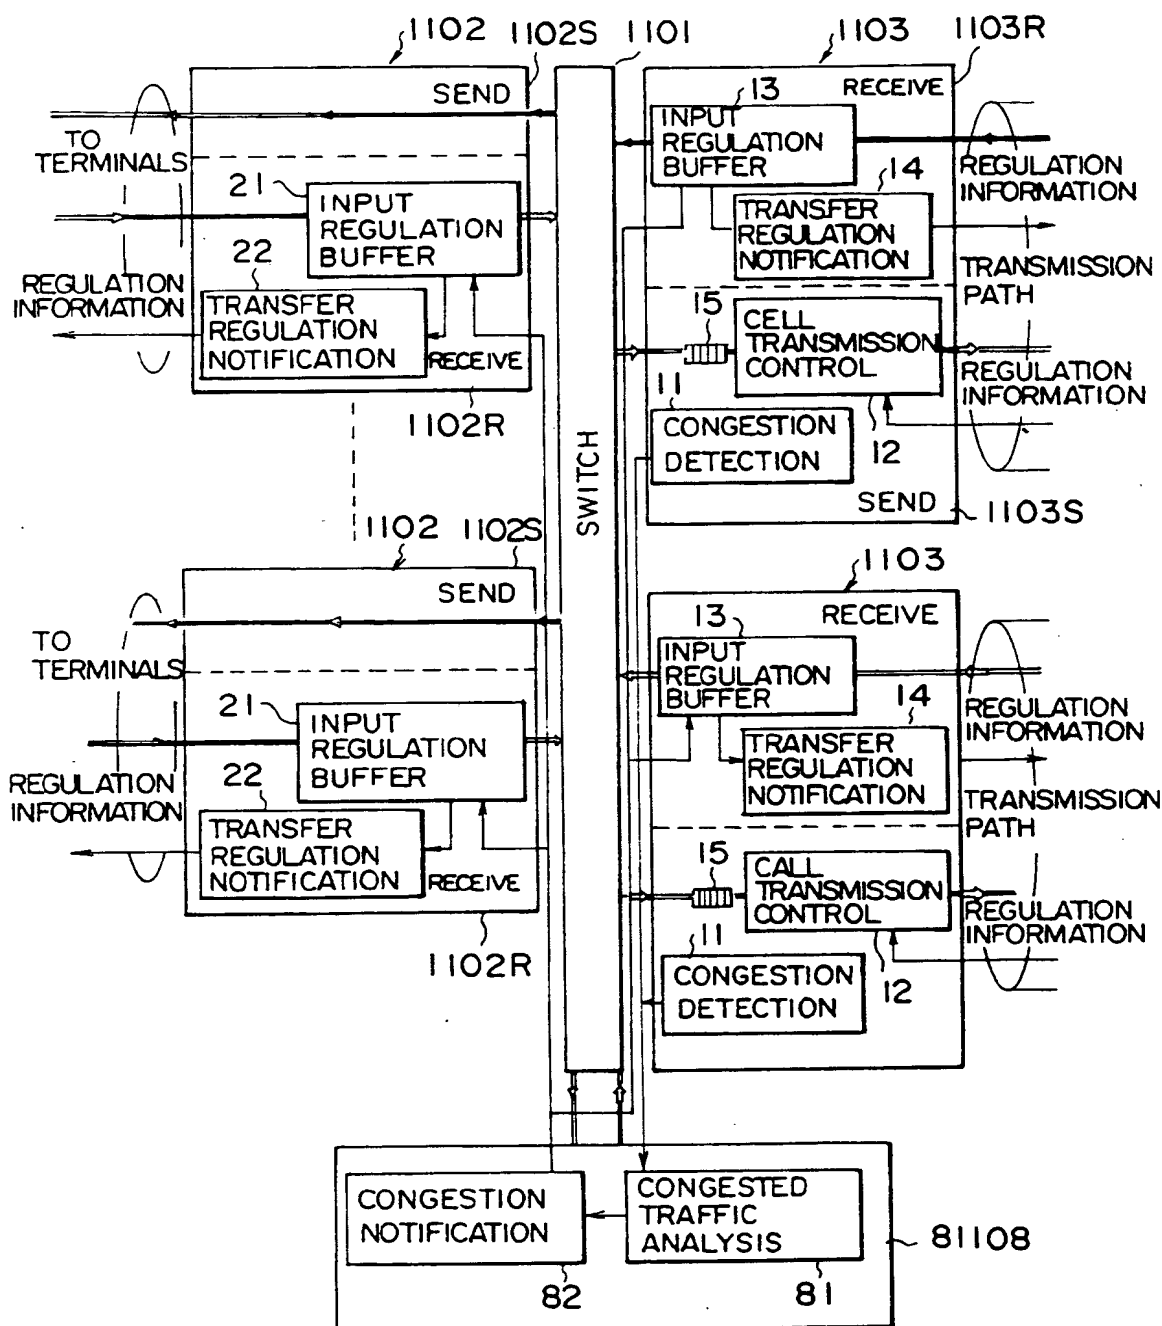 1102
1102S
SEND
TO
TERMINALS
21
INPUT
REGULATION
BUFFER
22
REGULATION
INFORMATION
TRANSFER
REGULATION
NOTIFICATION
RECEIVE
1102R
1101
SWITCH
1103
1103R
RECEIVE
13
INPUT
REGULATION
BUFFER
REGULATION
INFORMATION
14
TRANSFER
REGULATION
NOTIFICATION
TRANSMISSION
PATH
15
CELL
TRANSMISSION
CONTROL
REGULATION
INFORMATION
11
CONGESTION
DETECTION
12
SEND
1103S
1102
1102S
SEND
TO
TERMINALS
21
INPUT
REGULATION
BUFFER
REGULATION
INFORMATION
22
TRANSFER
REGULATION
NOTIFICATION
RECEIVE
1102R
1103
RECEIVE
13
INPUT
REGULATION
BUFFER
14
REGULATION
INFORMATION
TRANSFER
REGULATION
NOTIFICATION
TRANSMISSION
PATH
15
CALL
TRANSMISSION
CONTROL
REGULATION
INFORMATION
11
CONGESTION
DETECTION
12
CONGESTION
NOTIFICATION
82
CONGESTED
TRAFFIC
ANALYSIS
81
81108